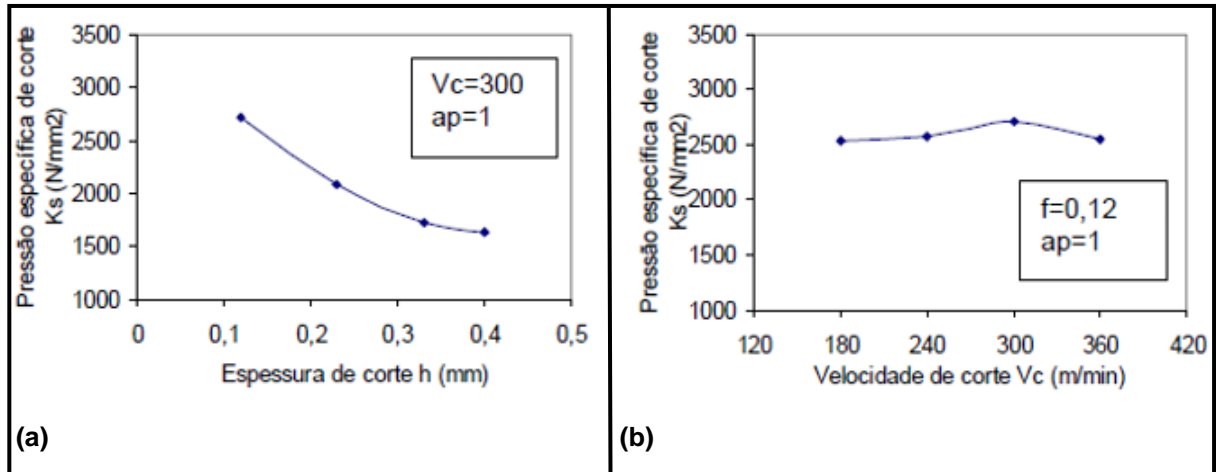 Pressão específica de corte
Ks (N/mm2)
3500
3000
2500
2000
1500
1000
Vc=300
ap=1
0
0,1
0,2
0,3
0,4
0,5
Espessura de corte h (mm)
(a)
Pressão específica de corte
Ks (N/mm2)
3500
3000
2500
2000
1500
1000
f=0,12
ap=1
120
180
240
300
360
420
Velocidade de corte Vc (m/min)
(b)